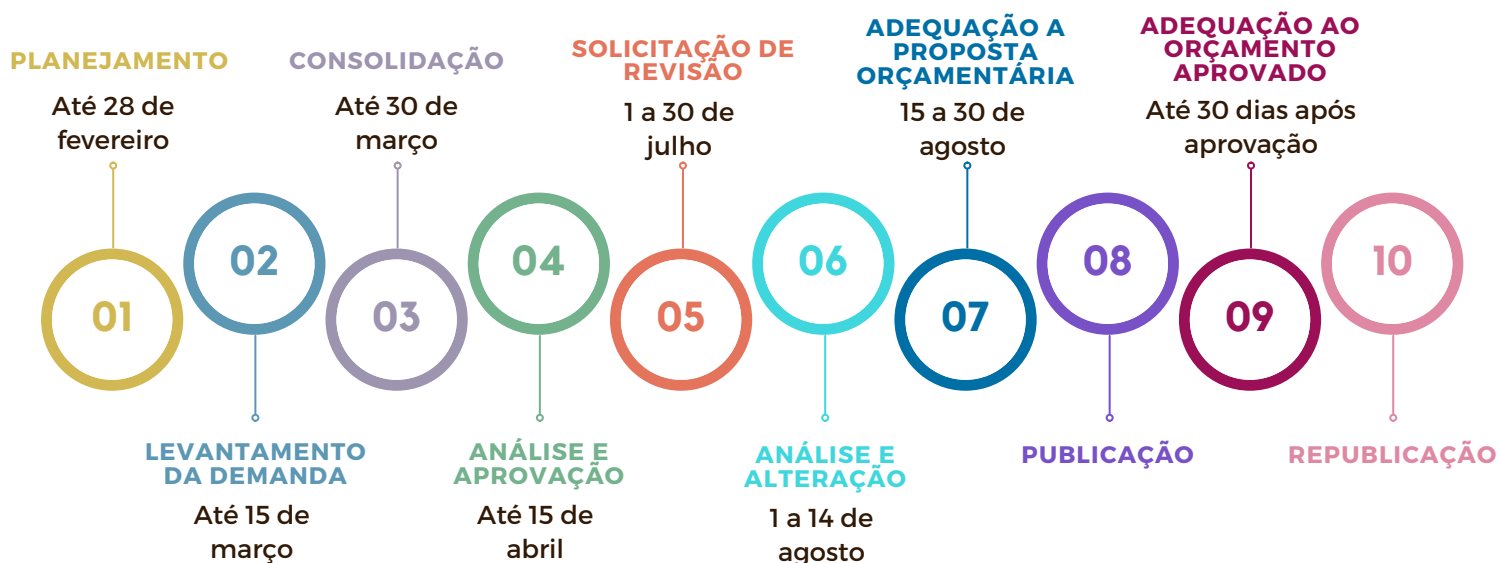 PLANEJAMENTO
Até 28 de
fevereiro
01
02
LEVANTAMENTO
DA DEMANDA
Até 15 de
março
CONSOLIDAÇÃO
Até 30 de
março
03
04
ANÁLISE E
APROVAÇÃO
Até 15 de
abril
SOLICITAÇÃO DE
REVISÃO
1 a 30 de
julho
05
06
ANÁLISE E
ALTERAÇÃO
1 a 14 de
agosto
ADEQUAÇÃO A
PROPOSTA
ORÇAMENTÁRIA
15 a 30 de
agosto
07
08
PUBLICAÇÃO
ADEQUAÇÃO AO
ORÇAMENTO
APROVADO
Até 30 dias após
aprovação
09
10
REPUBLICAÇÃO